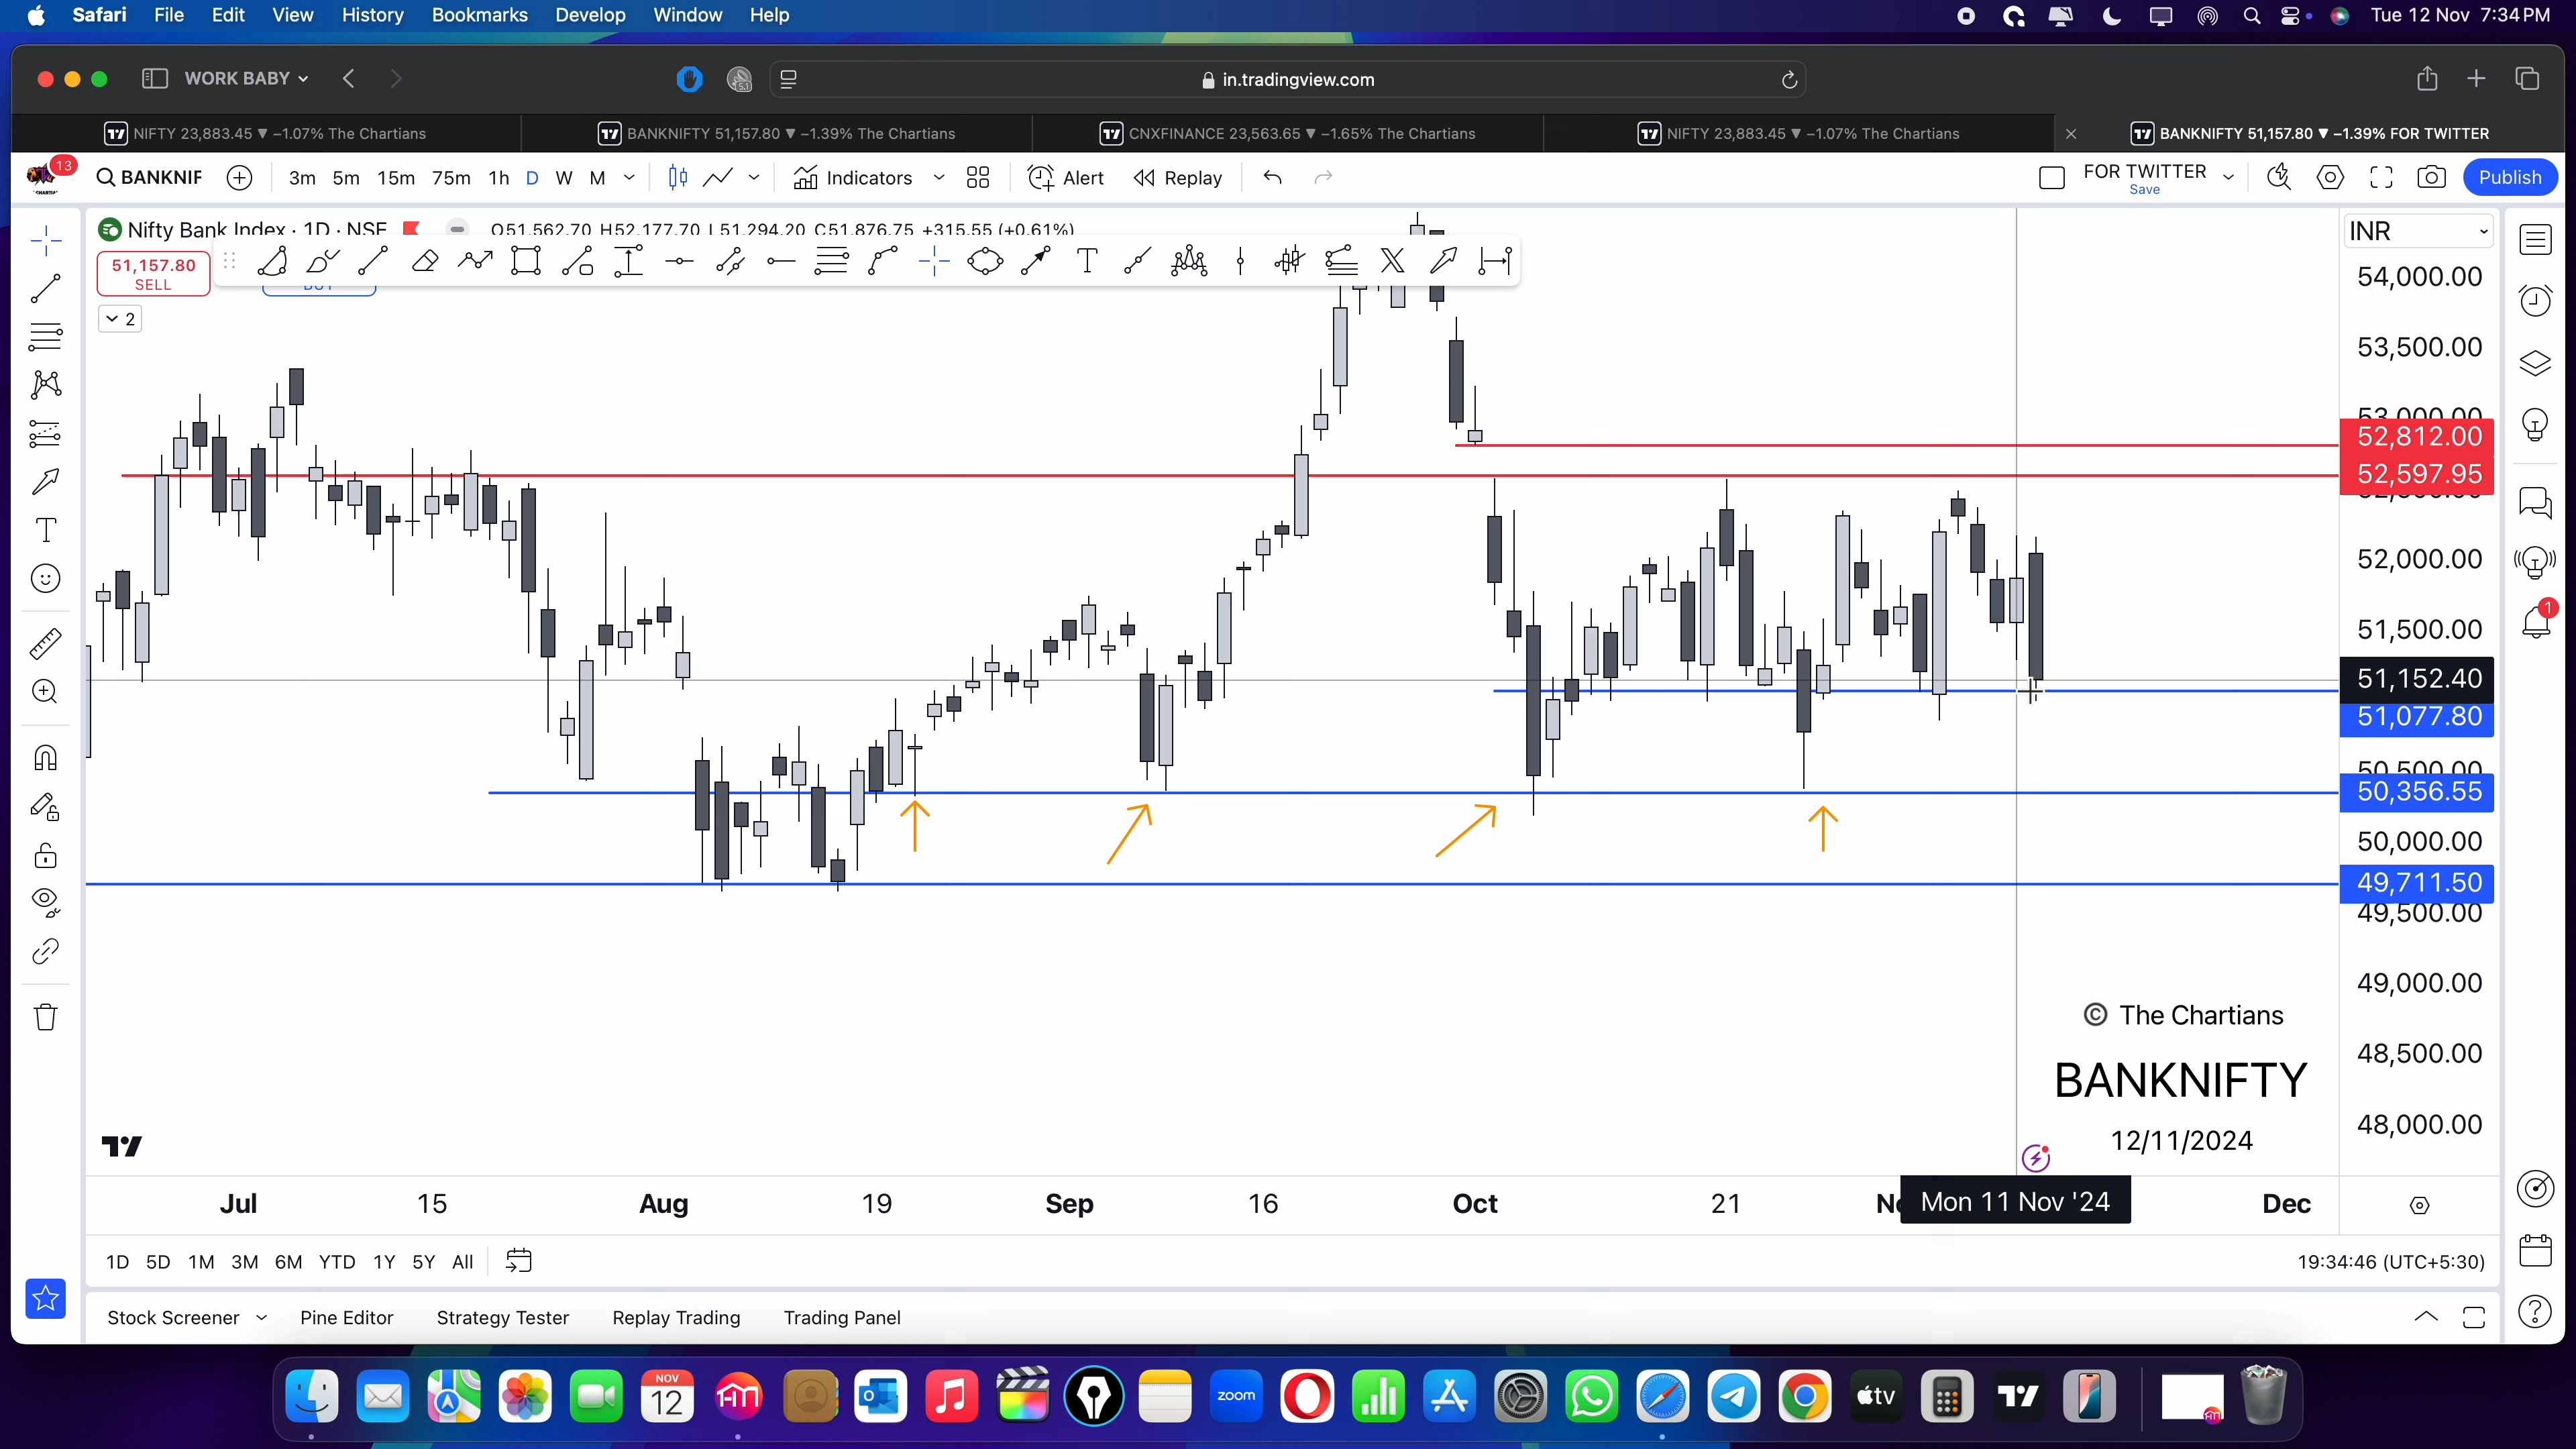 Safari File Edit View History Bookmarks Develop Window Help Tue 12 Nov 7:34 PM
WORK BABY in.tradingview.com
NIFTY 23,883.45 ▼ −1.07% The Chartians
BANKNIFTY 51,157.80 ▼ −1.39% The Chartians
CNXFINANCE 23,563.65 ▼ −1.65% The Chartians
NIFTY 23,883.45 ▼ −1.07% The Chartians
BANKNIFTY 51,157.80 ▼ −1.39% FOR TWITTER
13 BANKNIF 3m 5m 15m 75m 1h D W M Indicators Alert Replay FOR TWITTER Publish
Save
Nifty Bank Index · 1D · NSE O51,562.70 H52,177.70 L51,294.20 C51,876.75 +315.55 (+0.61%)
51,157.80
SELL
BUY
2
INR
54,000.00
53,500.00
53,000.00
52,812.00
52,597.95
52,000.00
51,500.00
51,152.40
51,077.80
50,500.00
50,356.55
50,000.00
49,711.50
49,500.00
49,000.00
48,500.00
48,000.00
1
© The Chartians
BANKNIFTY
12/11/2024
Jul 15 Aug 19 Sep 16 Oct 21 Mon 11 Nov '24 Dec
1D 5D 1M 3M 6M YTD 1Y 5Y All 19:34:46 (UTC+5:30)
Stock Screener Pine Editor Strategy Tester Replay Trading Trading Panel
NOV
12
zoom
tv